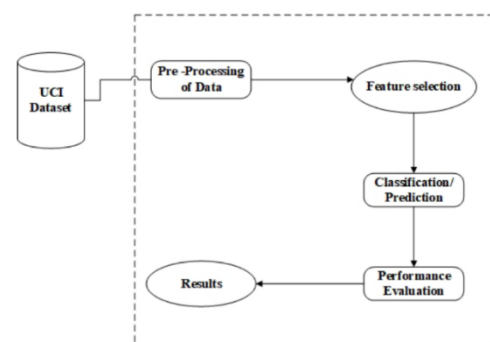 UCI
Dataset
Pre -Processing
of Data
Feature selection
Classification/
Prediction
Performance
Evaluation
Results